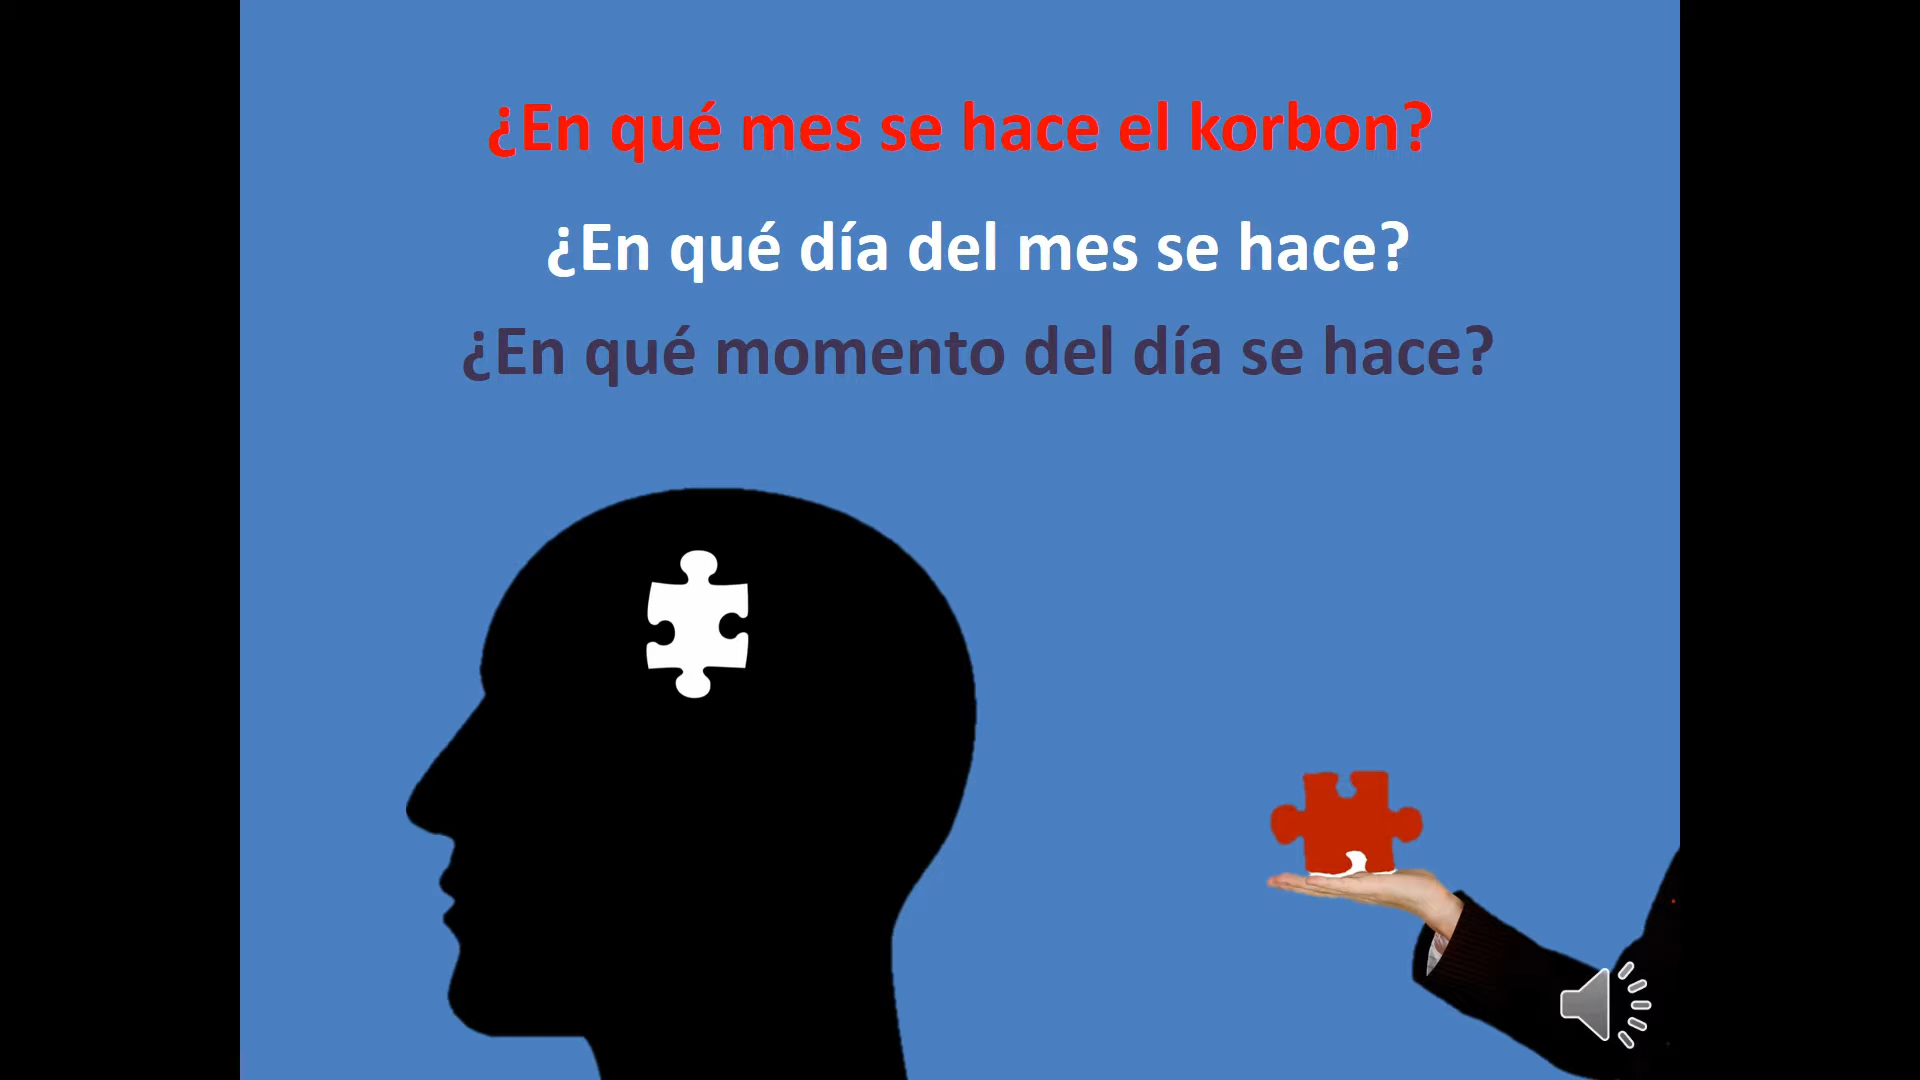 ¿En qué mes se hace el korbon?
¿En qué día del mes se hace?
¿En qué momento del día se hace?